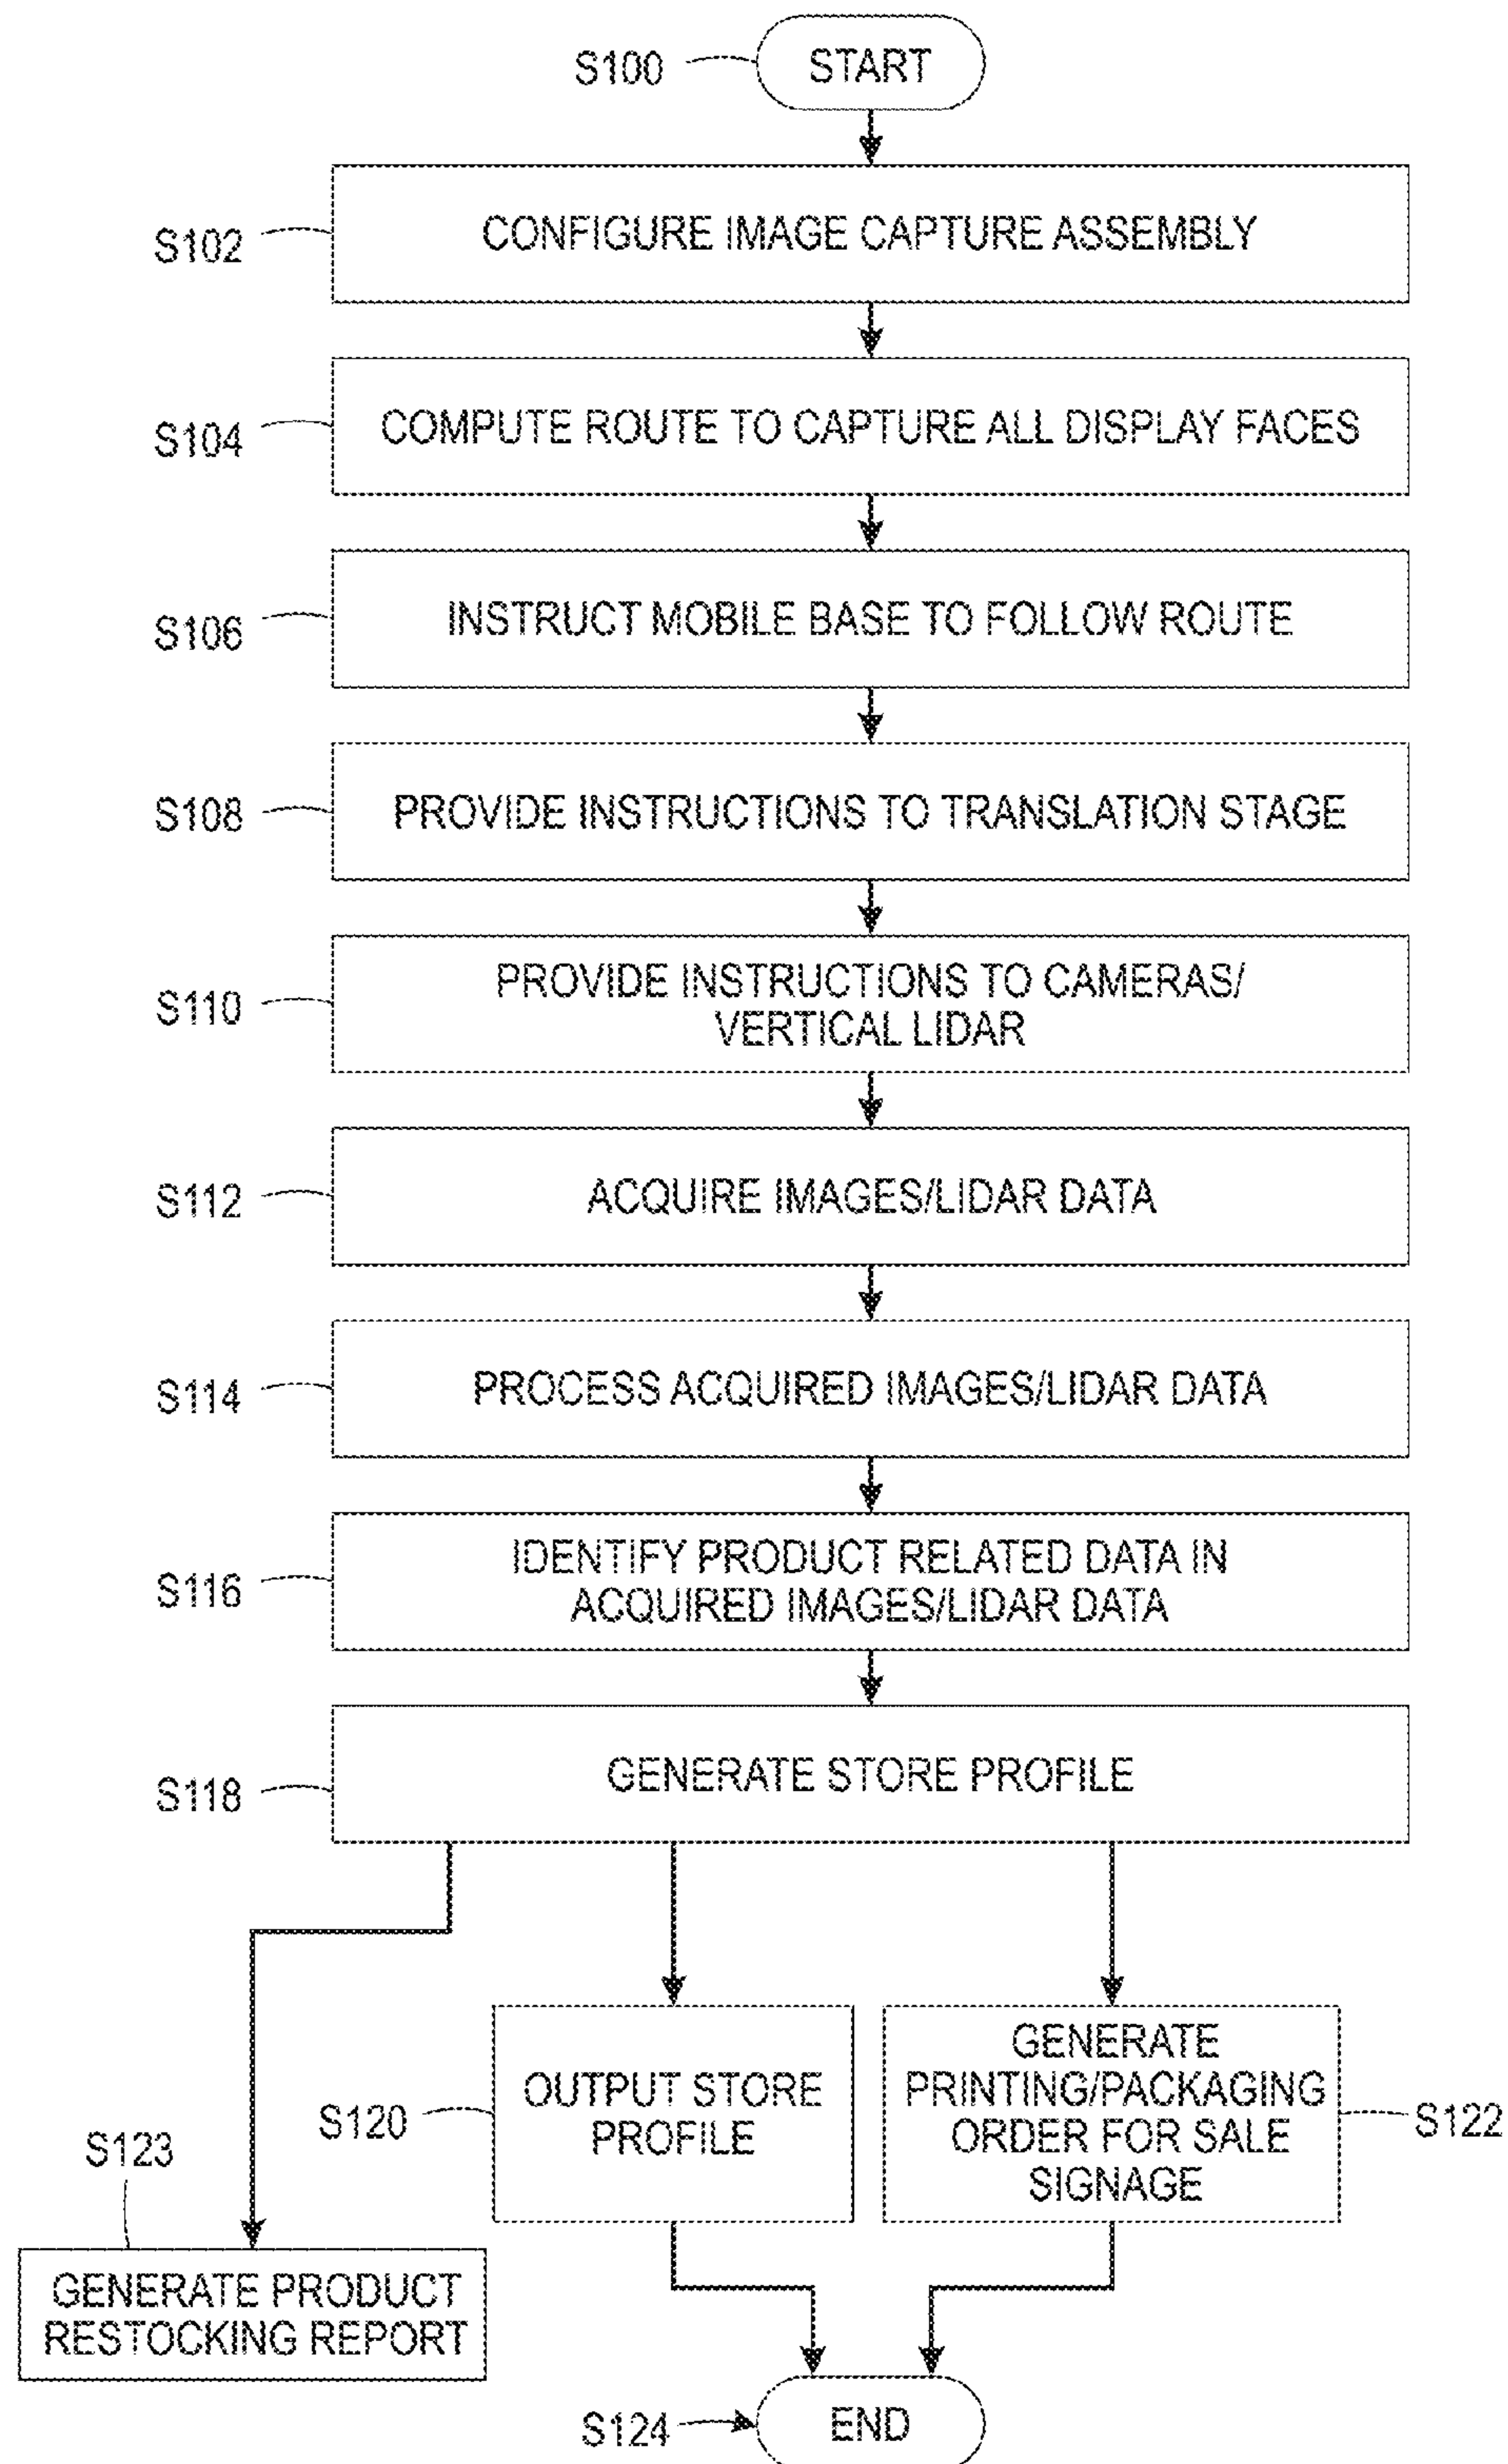 S100
START
S102
CONFIGURE IMAGE CAPTURE ASSEMBLY
S104
COMPUTE ROUTE TO CAPTURE ALL DISPLAY FACES
S106
INSTRUCT MOBILE BASE TO FOLLOW ROUTE
S108
PROVIDE INSTRUCTIONS TO TRANSLATION STAGE
S110
PROVIDE INSTRUCTIONS TO CAMERAS/
VERTICAL LIDAR
S112
ACQUIRE IMAGES/LIDAR DATA
S114
PROCESS ACQUIRED IMAGES/LIDAR DATA
S116
IDENTIFY PRODUCT RELATED DATA IN
ACQUIRED IMAGES/LIDAR DATA
S118
GENERATE STORE PROFILE
S120
OUTPUT STORE
PROFILE
GENERATE
PRINTING/PACKAGING
ORDER FOR SALE
SIGNAGE
S122
S123
GENERATE PRODUCT
RESTOCKING REPORT
S124
END